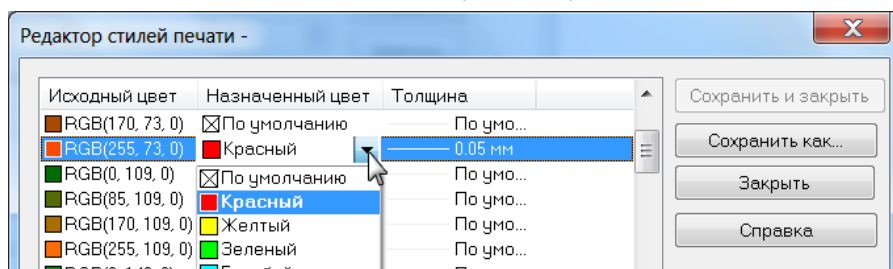 Редактор стилей печати -
X
Исходный цвет Назначенный цвет Толщина
Сохранить и закрыть
RGB(170, 73, 0) По умолчанию По умо...
RGB(255, 73, 0) Красный 0.05 мм
Сохранить как...
RGB(0, 109, 0) По умолчанию
Закрыть
RGB(85, 109, 0) Красный По умо...
RGB(170, 109, 0) Желтый По умо...
Справка
RGB(255, 109, 0) Зеленый По умо...